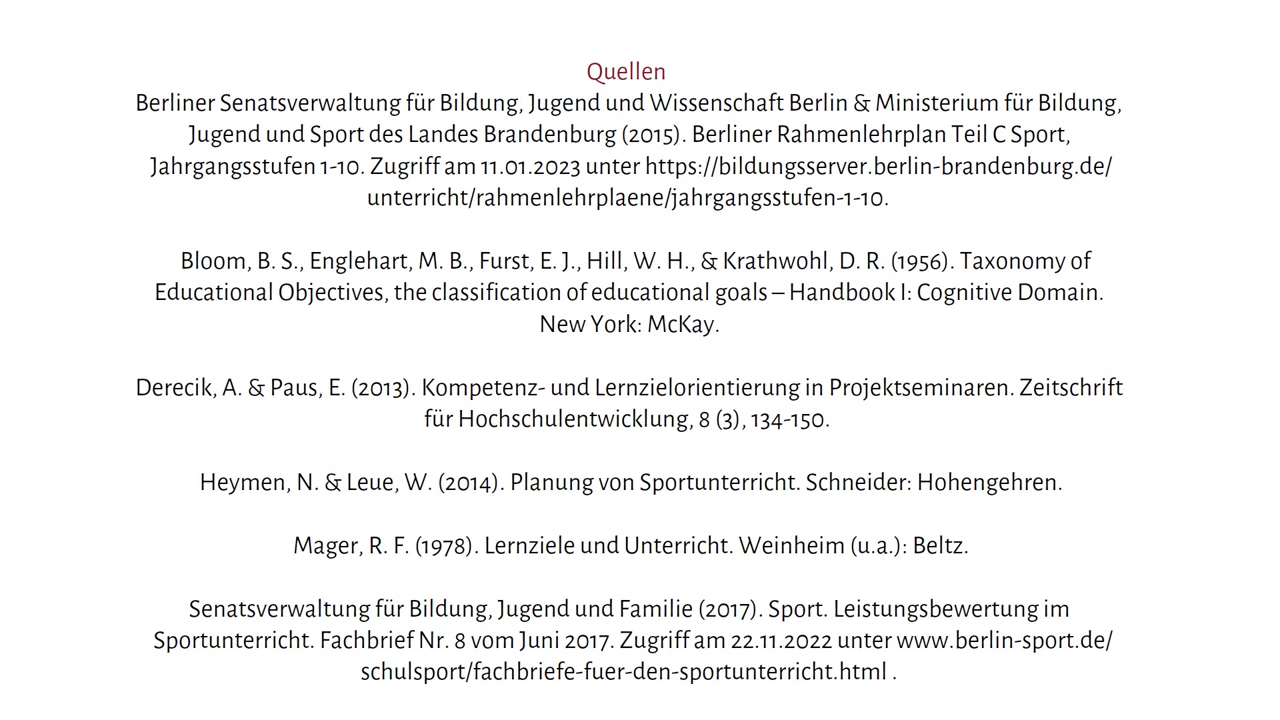 Quellen
Berliner Senatsverwaltung für Bildung, Jugend und Wissenschaft Berlin & Ministerium für Bildung,
Jugend und Sport des Landes Brandenburg (2015). Berliner Rahmenlehrplan Teil C Sport,
Jahrgangsstufen 1-10. Zugriff am 11.01.2023 unter https://bildungsserver.berlin-brandenburg.de/
unterricht/rahmenlehrplaene/jahrgangsstufen-1-10.
Bloom, B. S., Englehart, M. B., Furst, E. J., Hill, W. H., & Krathwohl, D. R. (1956). Taxonomy of
Educational Objectives, the classification of educational goals – Handbook I: Cognitive Domain.
New York: McKay.
Derecik, A. & Paus, E. (2013). Kompetenz- und Lernzielorientierung in Projektseminaren. Zeitschrift
für Hochschulentwicklung, 8 (3), 134-150.
Heymen, N. & Leue, W. (2014). Planung von Sportunterricht. Schneider: Hohengehren.
Mager, R. F. (1978). Lernziele und Unterricht. Weinheim (u.a.): Beltz.
Senatsverwaltung für Bildung, Jugend und Familie (2017). Sport. Leistungsbewertung im
Sportunterricht. Fachbrief Nr. 8 vom Juni 2017. Zugriff am 22.11.2022 unter www.berlin-sport.de/
schulsport/fachbriefe-fuer-den-sportunterricht.html .